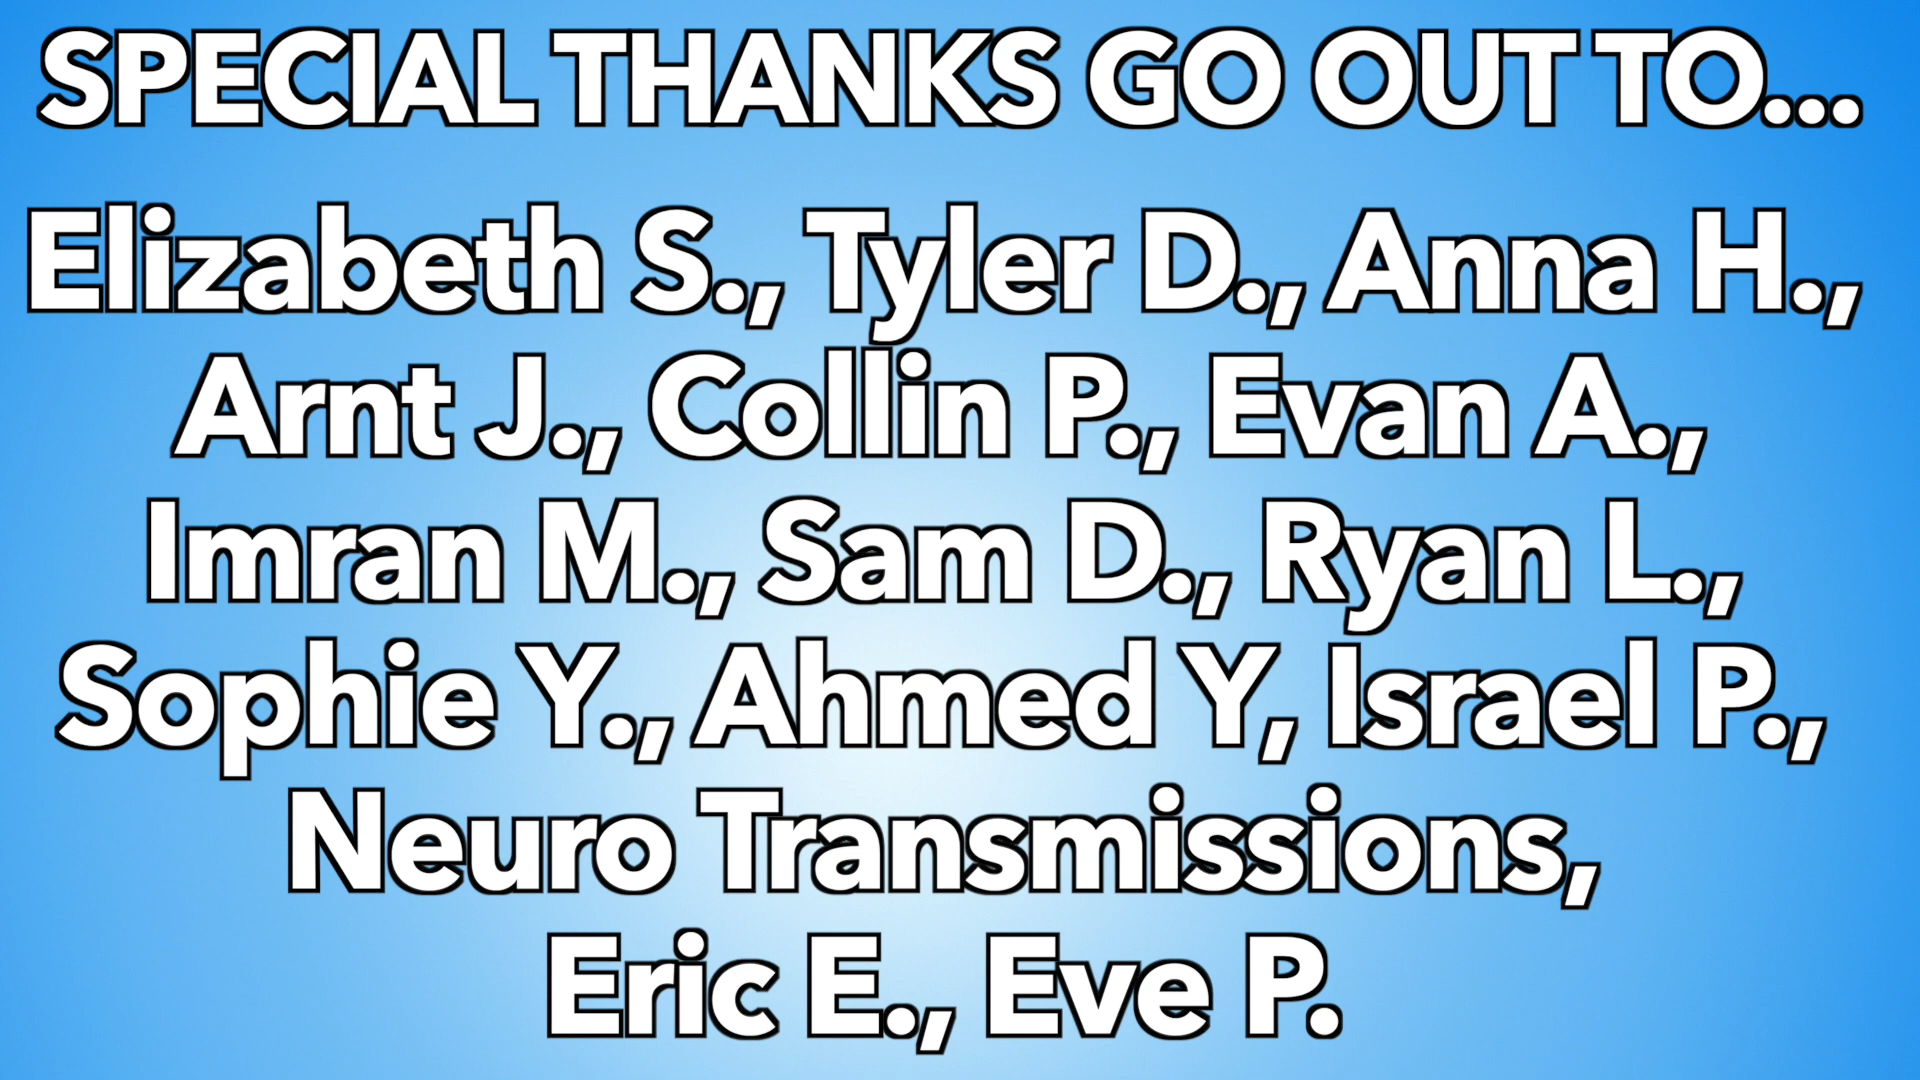 SPECIAL THANKS GO OUT TO...
Elizabeth S., Tyler D., Anna H.,
Arnt J., Collin P., Evan A.,
Imran M., Sam D., Ryan L.,
Sophie Y., Ahmed Y, Israel P.,
Neuro Transmissions,
Eric E., Eve P.